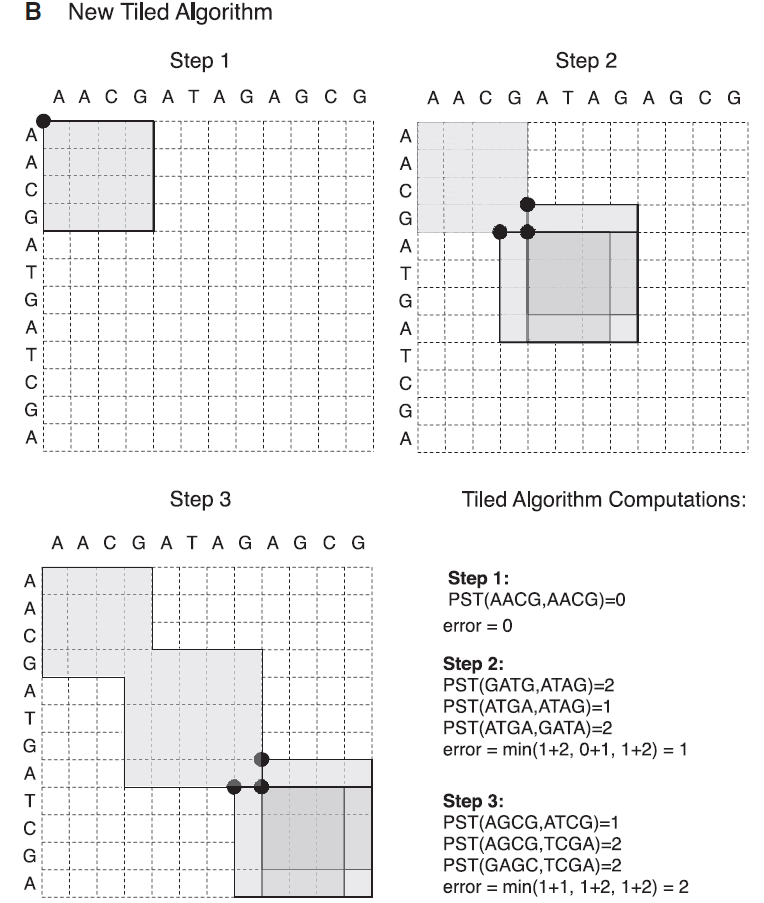 B New Tiled Algorithm
Step 1
A A C G A T A G A G C G
A
A
C
G
A
T
G
A
T
C
G
A
Step 2
A A C G A T A G A G C G
A
A
C
G
A
T
G
A
T
C
G
A
Step 3
A A C G A T A G A G C G
A
A
C
G
A
T
G
A
T
C
G
A
Tiled Algorithm Computations:
Step 1:
PST(AACG,AACG)=0
error = 0
Step 2:
PST(GATG,ATAG)=2
PST(ATGA,ATAG)=1
PST(ATGA,GATA)=2
error = min(1+2, 0+1, 1+2) = 1
Step 3:
PST(AGCG,ATCG)=1
PST(AGCG,TCGA)=2
PST(GAGC,TCGA)=2
error = min(1+1, 1+2, 1+2) = 2